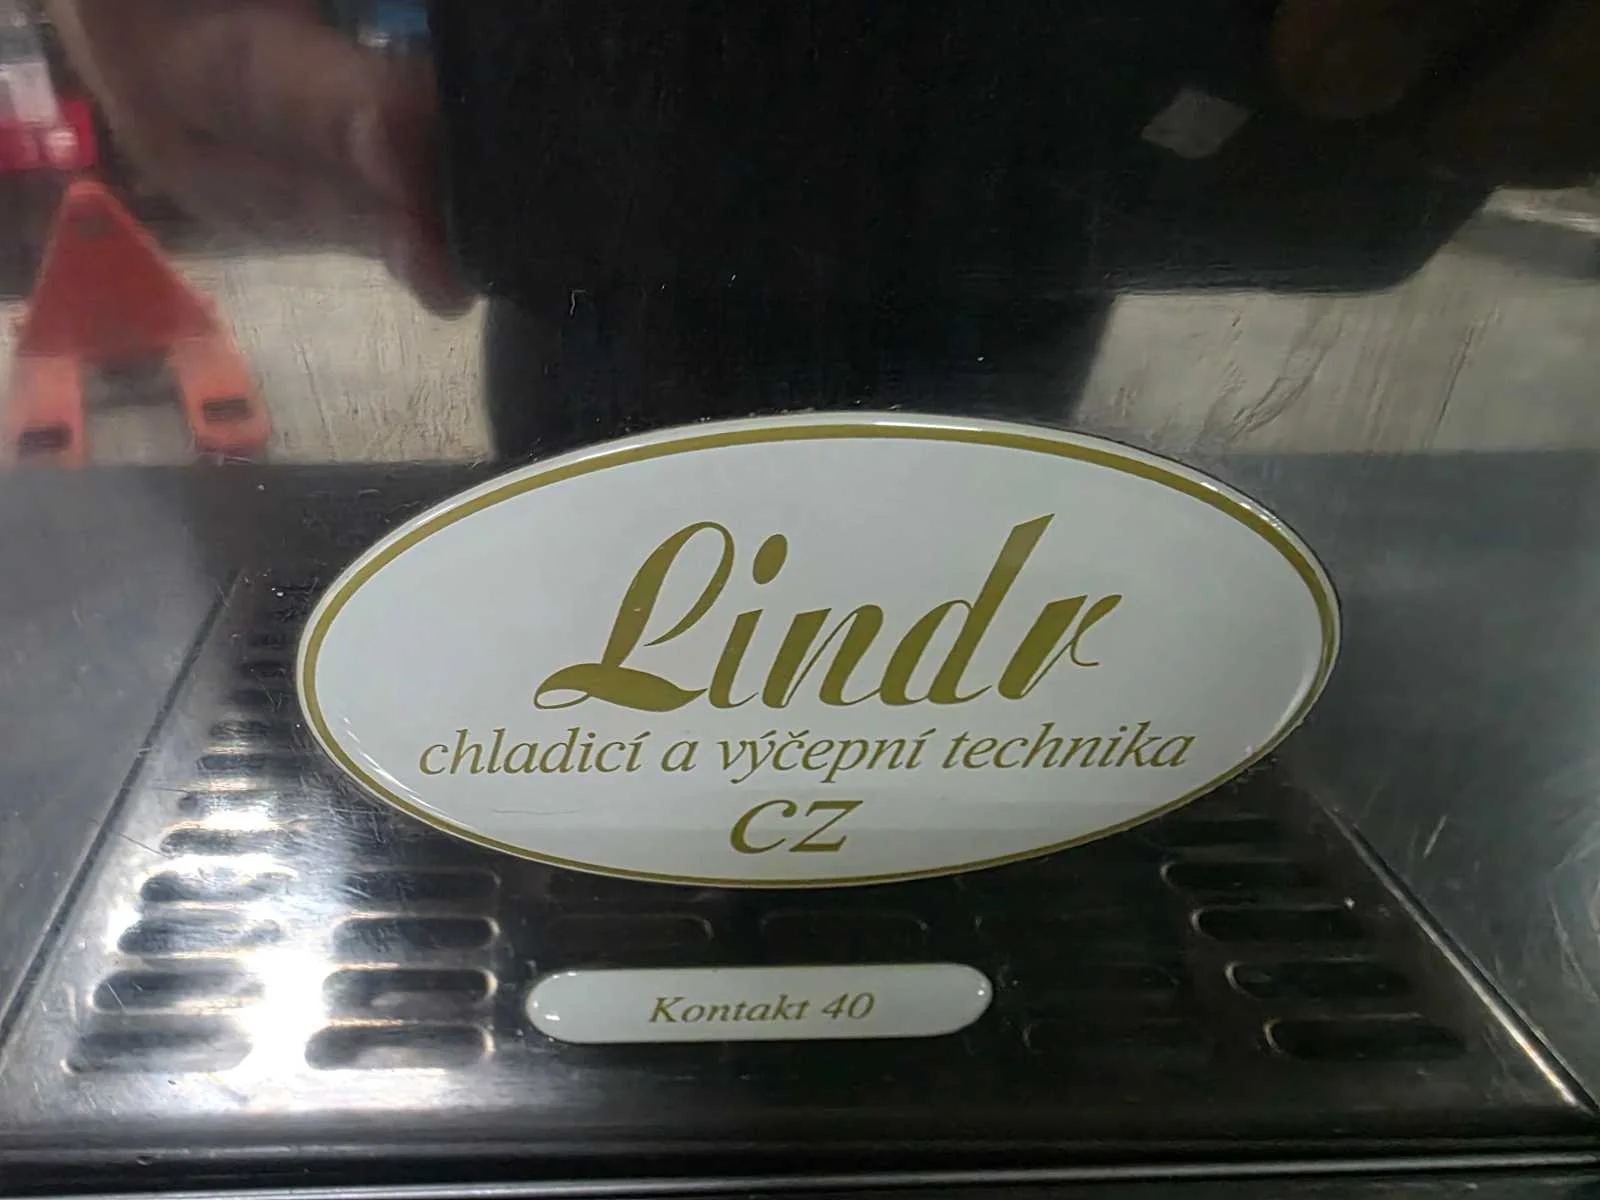 Lindr
chladicí a výčepní technika
CZ
Kontakt 40